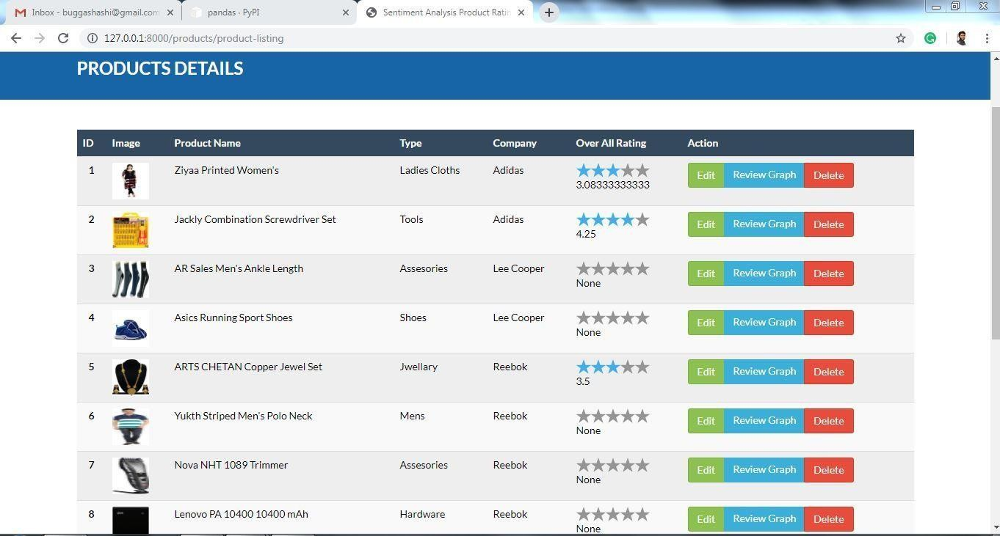 Inbox - buggashashi@gmail.com
pandas · PyPI
Sentiment Analysis Product Ratin
127.0.0.1:8000/products/product-listing
PRODUCTS DETAILS
ID Image Product Name Type Company Over All Rating Action
1 Ziyaa Printed Women's Ladies Cloths Adidas Edit Review Graph Delete
3.08333333333
2 Jackly Combination Screwdriver Set Tools Adidas Edit Review Graph Delete
4.25
3 AR Sales Men's Ankle Length Assesories Lee Cooper Edit Review Graph Delete
None
4 Asics Running Sport Shoes Shoes Lee Cooper Edit Review Graph Delete
None
5 ARTS CHETAN Copper Jewel Set Jwellary Reebok Edit Review Graph Delete
3.5
6 Yukth Striped Men's Polo Neck Mens Reebok Edit Review Graph Delete
None
7 Nova NHT 1089 Trimmer Assesories Reebok Edit Review Graph Delete
None
8 Lenovo PA 10400 10400 mAh Hardware Reebok Edit Review Graph Delete
None